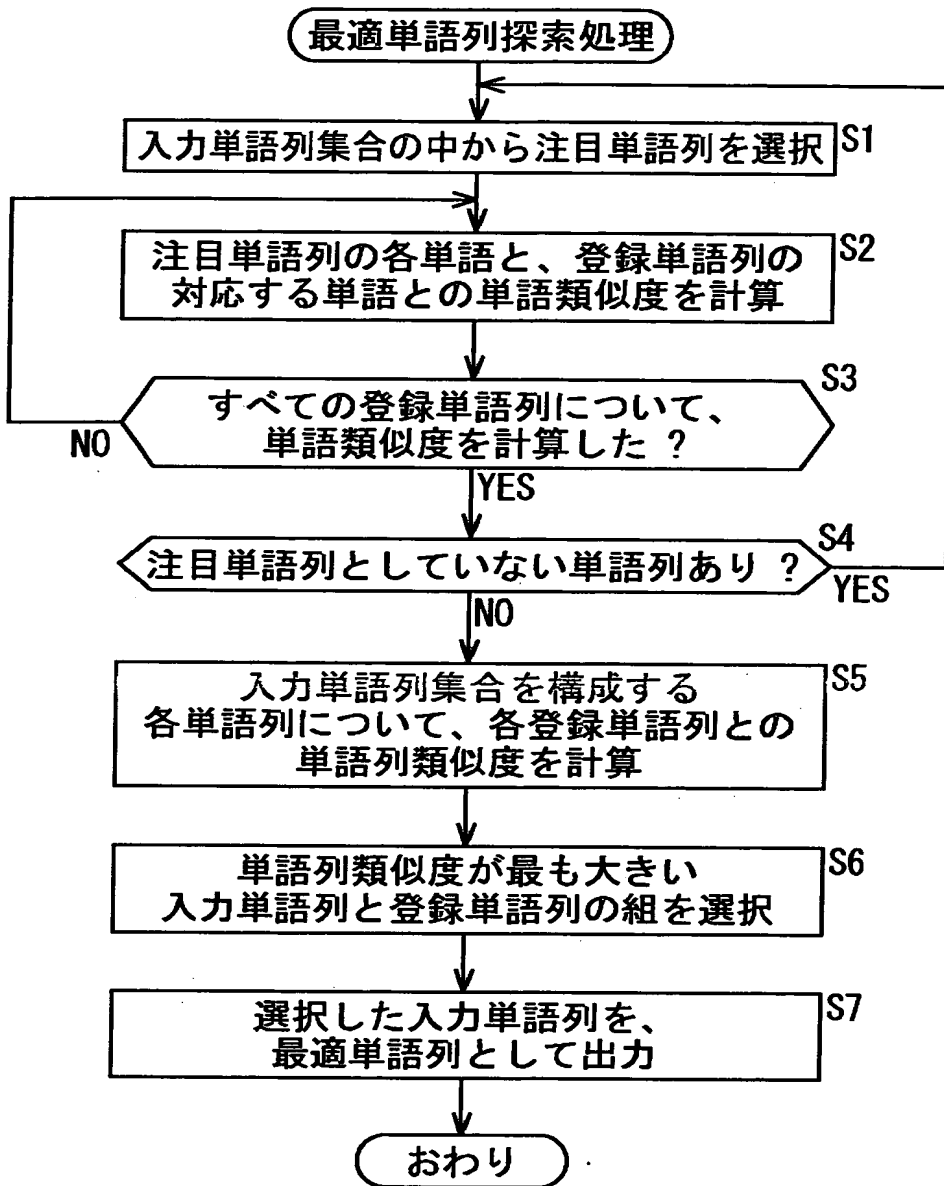 最適単語列探索処理
入力単語列集合の中から注目単語列を選択
S1
注目単語列の各単語と、登録単語列の
対応する単語との単語類似度を計算
S2
すべての登録単語列について、
単語類似度を計算した ?
S3
NO
YES
注目単語列としていない単語列あり ?
S4
YES
NO
入力単語列集合を構成する
各単語列について、各登録単語列との
単語列類似度を計算
S5
単語列類似度が最も大きい
入力単語列と登録単語列の組を選択
S6
選択した入力単語列を、
最適単語列として出力
S7
おわり